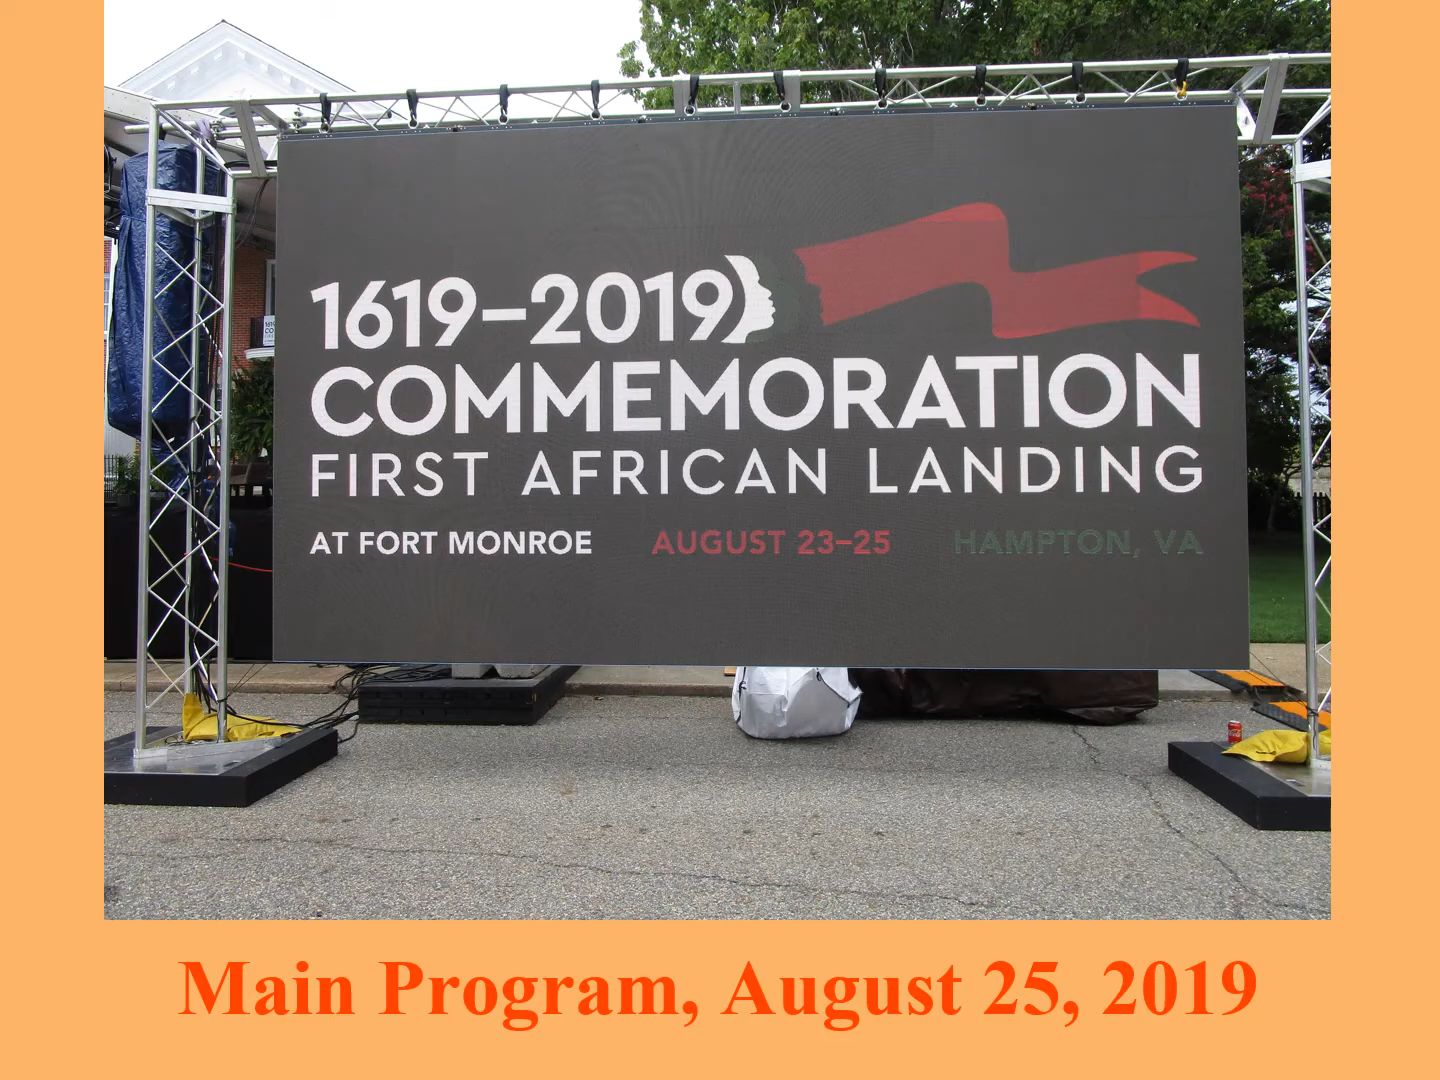 1619–2019
COMMEMORATION
FIRST AFRICAN LANDING
AT FORT MONROE AUGUST 23–25 HAMPTON, VA
Main Program, August 25, 2019